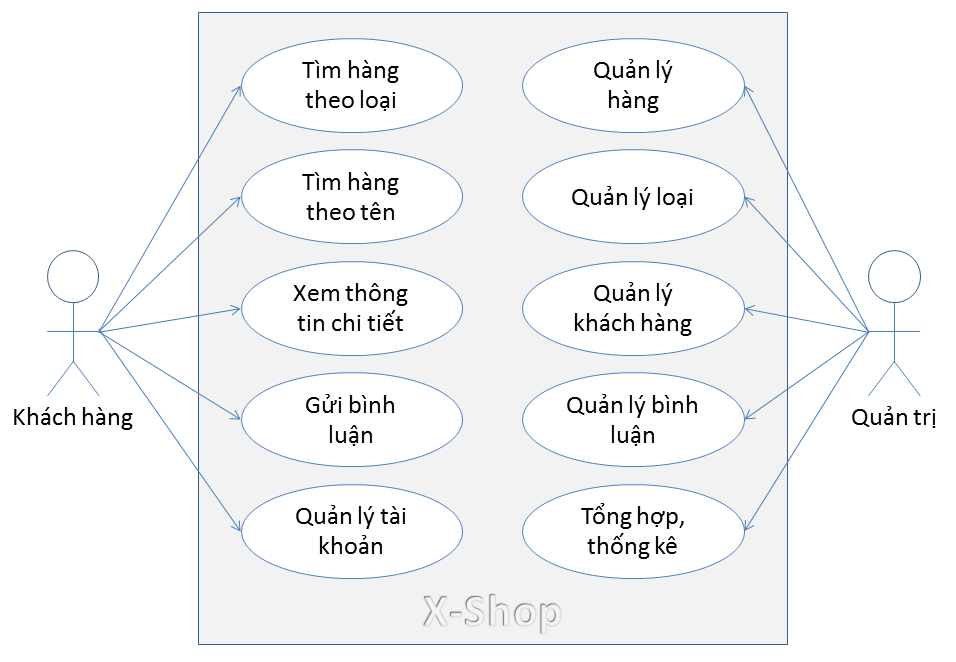 Tìm hàng
theo loại
Quản lý
hàng
Tìm hàng
theo tên
Quản lý loại
Xem thông
tin chi tiết
Quản lý
khách hàng
Khách hàng
Gửi bình
luận
Quản lý bình
luận
Quản trị
Quản lý tài
khoản
Tổng hợp,
thống kê
X-Shop